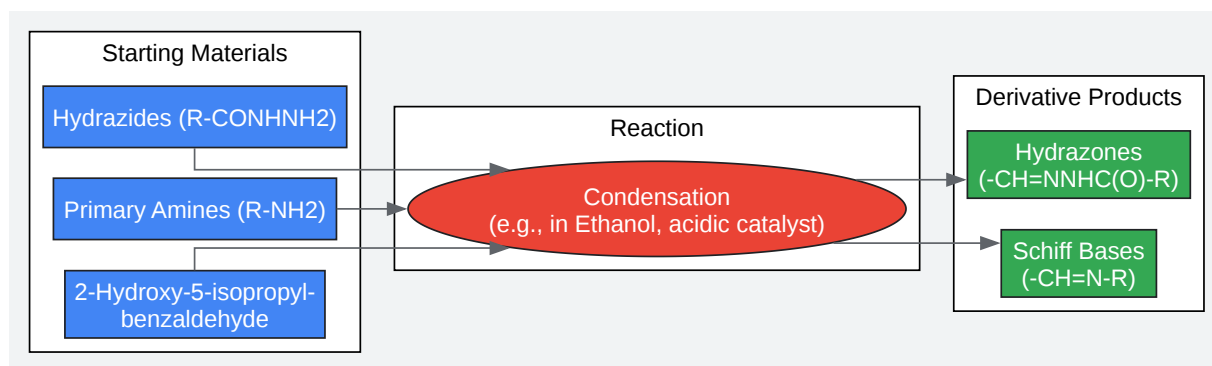 Starting Materials
Hydrazides (R-CONHNH2)
Primary Amines (R-NH2)
2-Hydroxy-5-isopropyl-
benzaldehyde
Reaction
Condensation
(e.g., in Ethanol, acidic catalyst)
Derivative Products
Hydrazones
(-CH=NNHC(O)-R)
Schiff Bases
(-CH=N-R)